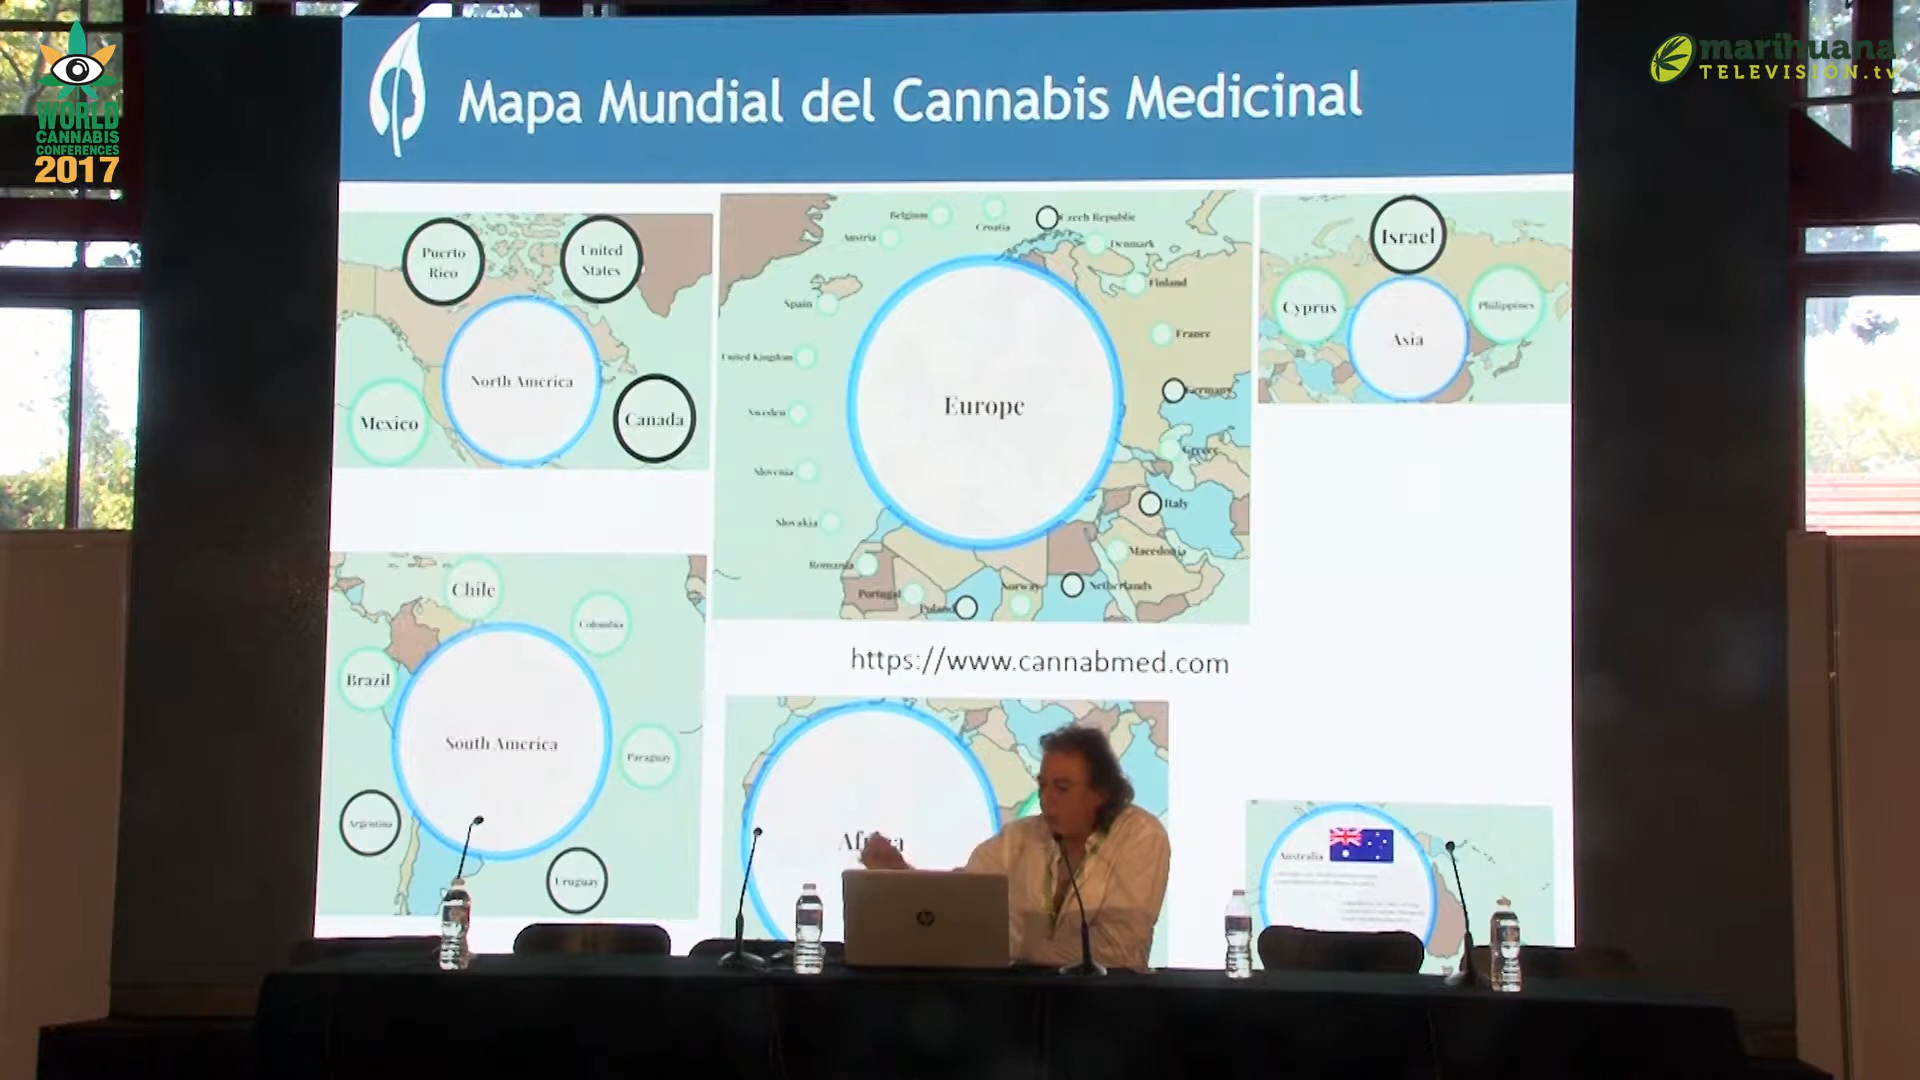 WORLD
CANNABIS
CONFERENCES
2017
marihuana
TELEVISION.tv
Mapa Mundial del Cannabis Medicinal
Puerto
Rico
United
States
North America
Mexico
Canada
Belgium
Croatia
Czech Republic
Austria
Denmark
Spain
Finland
United Kingdom
France
Sweden
Germany
Europe
Slovenia
Greece
Slovakia
Italy
Romania
Macedonia
Portugal
Poland
Norway
Netherlands
Israel
Cyprus
Philippines
Asia
Chile
Colombia
Brazil
South America
Paraguay
Argentina
Uruguay
https://www.cannabmed.com
Africa
Australia
hp